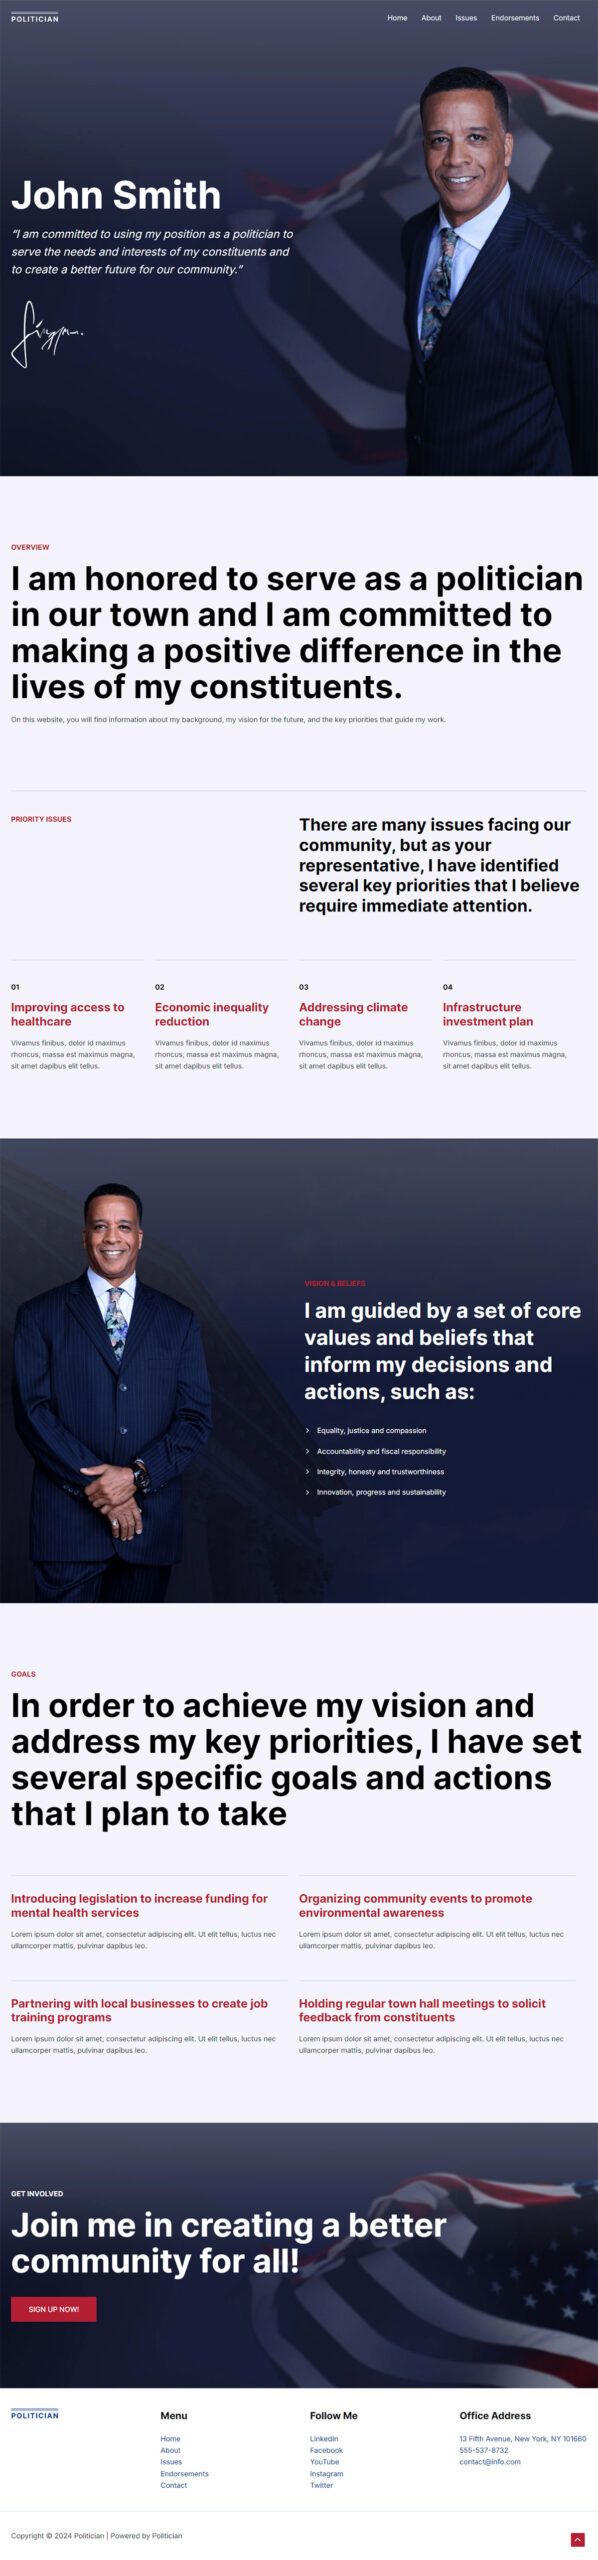 POLITICIAN
Home About Issues Endorsements Contact
John Smith
“I am committed to using my position as a politician to
serve the needs and interests of my constituents and
to create a better future for our community.”
OVERVIEW
I am honored to serve as a politician
in our town and I am committed to
making a positive difference in the
lives of my constituents.
On this website, you will find information about my background, my vision for the future, and the key priorities that guide my work.
PRIORITY ISSUES
There are many issues facing our
community, but as your
representative, I have identified
several key priorities that I believe
require immediate attention.
01
Improving access to
healthcare
Vivamus finibus, dolor id maximus
rhoncus, massa est maximus magna,
sit amet dapibus elit tellus.
02
Economic inequality
reduction
Vivamus finibus, dolor id maximus
rhoncus, massa est maximus magna,
sit amet dapibus elit tellus.
03
Addressing climate
change
Vivamus finibus, dolor id maximus
rhoncus, massa est maximus magna,
sit amet dapibus elit tellus.
04
Infrastructure
investment plan
Vivamus finibus, dolor id maximus
rhoncus, massa est maximus magna,
sit amet dapibus elit tellus.
VISION & BELIEFS
I am guided by a set of core
values and beliefs that
inform my decisions and
actions, such as:
Equality, justice and compassion
Accountability and fiscal responsibility
Integrity, honesty and trustworthiness
Innovation, progress and sustainability
GOALS
In order to achieve my vision and
address my key priorities, I have set
several specific goals and actions
that I plan to take
Introducing legislation to increase funding for
mental health services
Lorem ipsum dolor sit amet, consectetur adipiscing elit. Ut elit tellus, luctus nec
ullamcorper mattis, pulvinar dapibus leo.
Organizing community events to promote
environmental awareness
Lorem ipsum dolor sit amet, consectetur adipiscing elit. Ut elit tellus, luctus nec
ullamcorper mattis, pulvinar dapibus leo.
Partnering with local businesses to create job
training programs
Lorem ipsum dolor sit amet, consectetur adipiscing elit. Ut elit tellus, luctus nec
ullamcorper mattis, pulvinar dapibus leo.
Holding regular town hall meetings to solicit
feedback from constituents
Lorem ipsum dolor sit amet, consectetur adipiscing elit. Ut elit tellus, luctus nec
ullamcorper mattis, pulvinar dapibus leo.
GET INVOLVED
Join me in creating a better
community for all!
SIGN UP NOW!
POLITICIAN
Menu
Home
About
Issues
Endorsements
Contact
Follow Me
LinkedIn
Facebook
YouTube
Instagram
Twitter
Office Address
13 Fifth Avenue, New York, NY 101660
555-537-8732
contact@info.com
Copyright © 2024 Politician | Powered by Politician